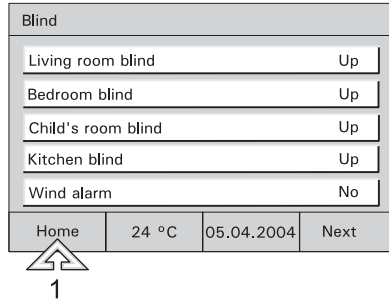 Blind
Living room blind Up
Bedroom blind Up
Child's room blind Up
Kitchen blind Up
Wind alarm No
Home 24 °C 05.04.2004 Next
1